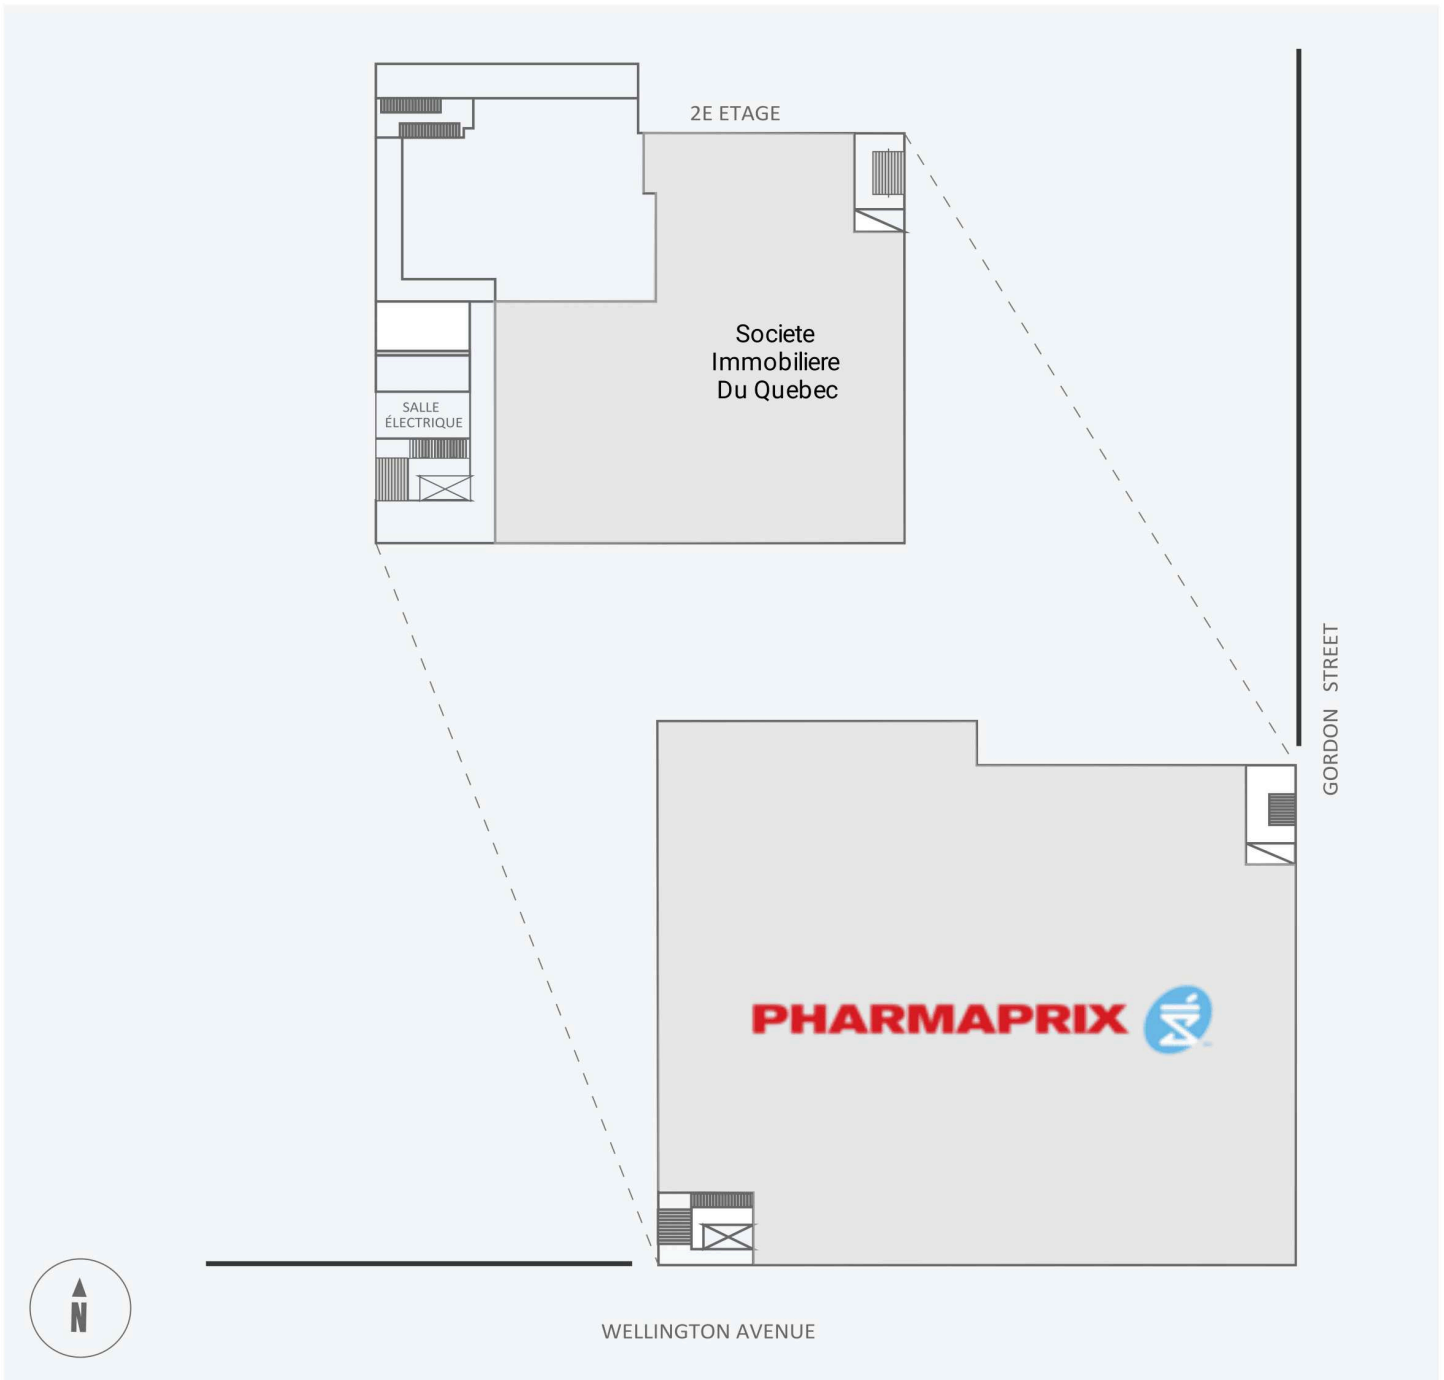 2E ETAGE
Societe
Immobiliere
Du Quebec
SALLE
ÉLECTRIQUE
GORDON STREET
PHARMAPRIX
WELLINGTON AVENUE
N